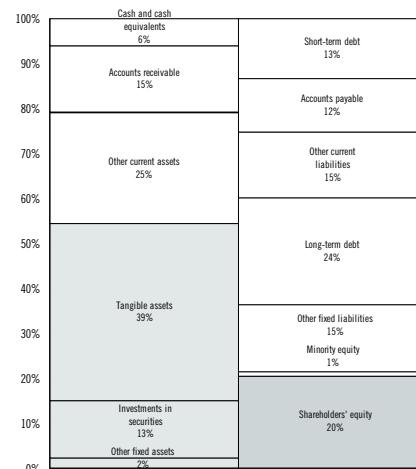 Cash and cash
equivalents
6%
Accounts receivable
15%
Other current assets
25%
Tangible assets
39%
Investments in
securities
13%
Other fixed assets
2%
Short-term debt
13%
Accounts payable
12%
Other current
liabilities
15%
Long-term debt
24%
Other fixed liabilities
15%
Minority equity
1%
Shareholders' equity
20%
100%
90%
80%
70%
60%
50%
40%
30%
20%
10%
0%